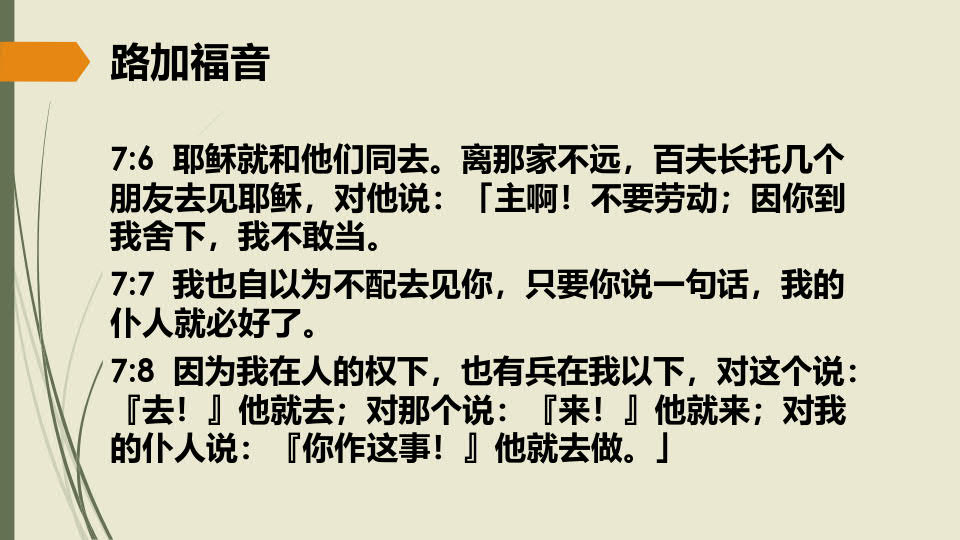 路加福音
7:6 耶稣就和他们同去。离那家不远，百夫长托几个
朋友去见耶稣，对他说：「主啊！不要劳动；因你到
我舍下，我不敢当。
7:7 我也自以为不配去见你，只要你说一句话，我的
仆人就必好了。
7:8 因为我在人的权下，也有兵在我以下，对这个说：
『去！』他就去；对那个说：『来！』他就来；对我
的仆人说：『你作这事！』他就去做。」